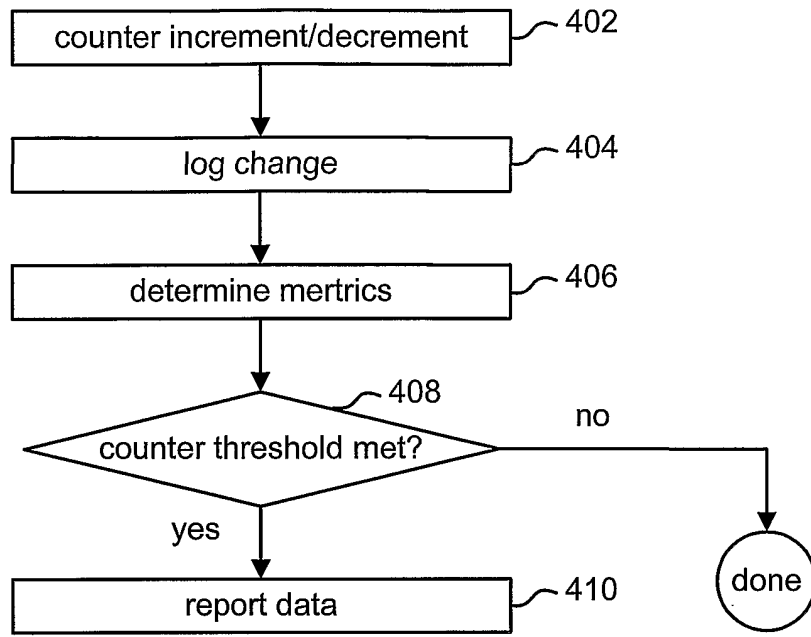 counter increment/decrement
402
log change
404
determine mertrics
406
408
counter threshold met?
no
yes
done
report data
410